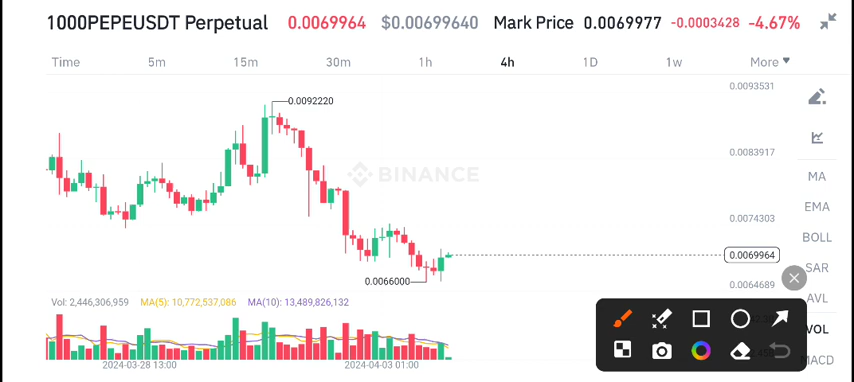 1000PEPEUSDT Perpetual 0.0069964 $0.00699640 Mark Price 0.0069977 -0.0003428 -4.67%
Time 5m 15m 30m 1h 4h 1D 1w More
0.0093531
0.0092220
0.0083917
BINANCE
MA
EMA
0.0074303
BOLL
0.0069964
SAR
0.0066000
0.0064689
AVL
Vol: 2,446,306,959 MA(5): 10,772,537,086 MA(10): 13,489,826,132
VOL
MACD
2024-03-28 13:00 2024-04-03 01:00